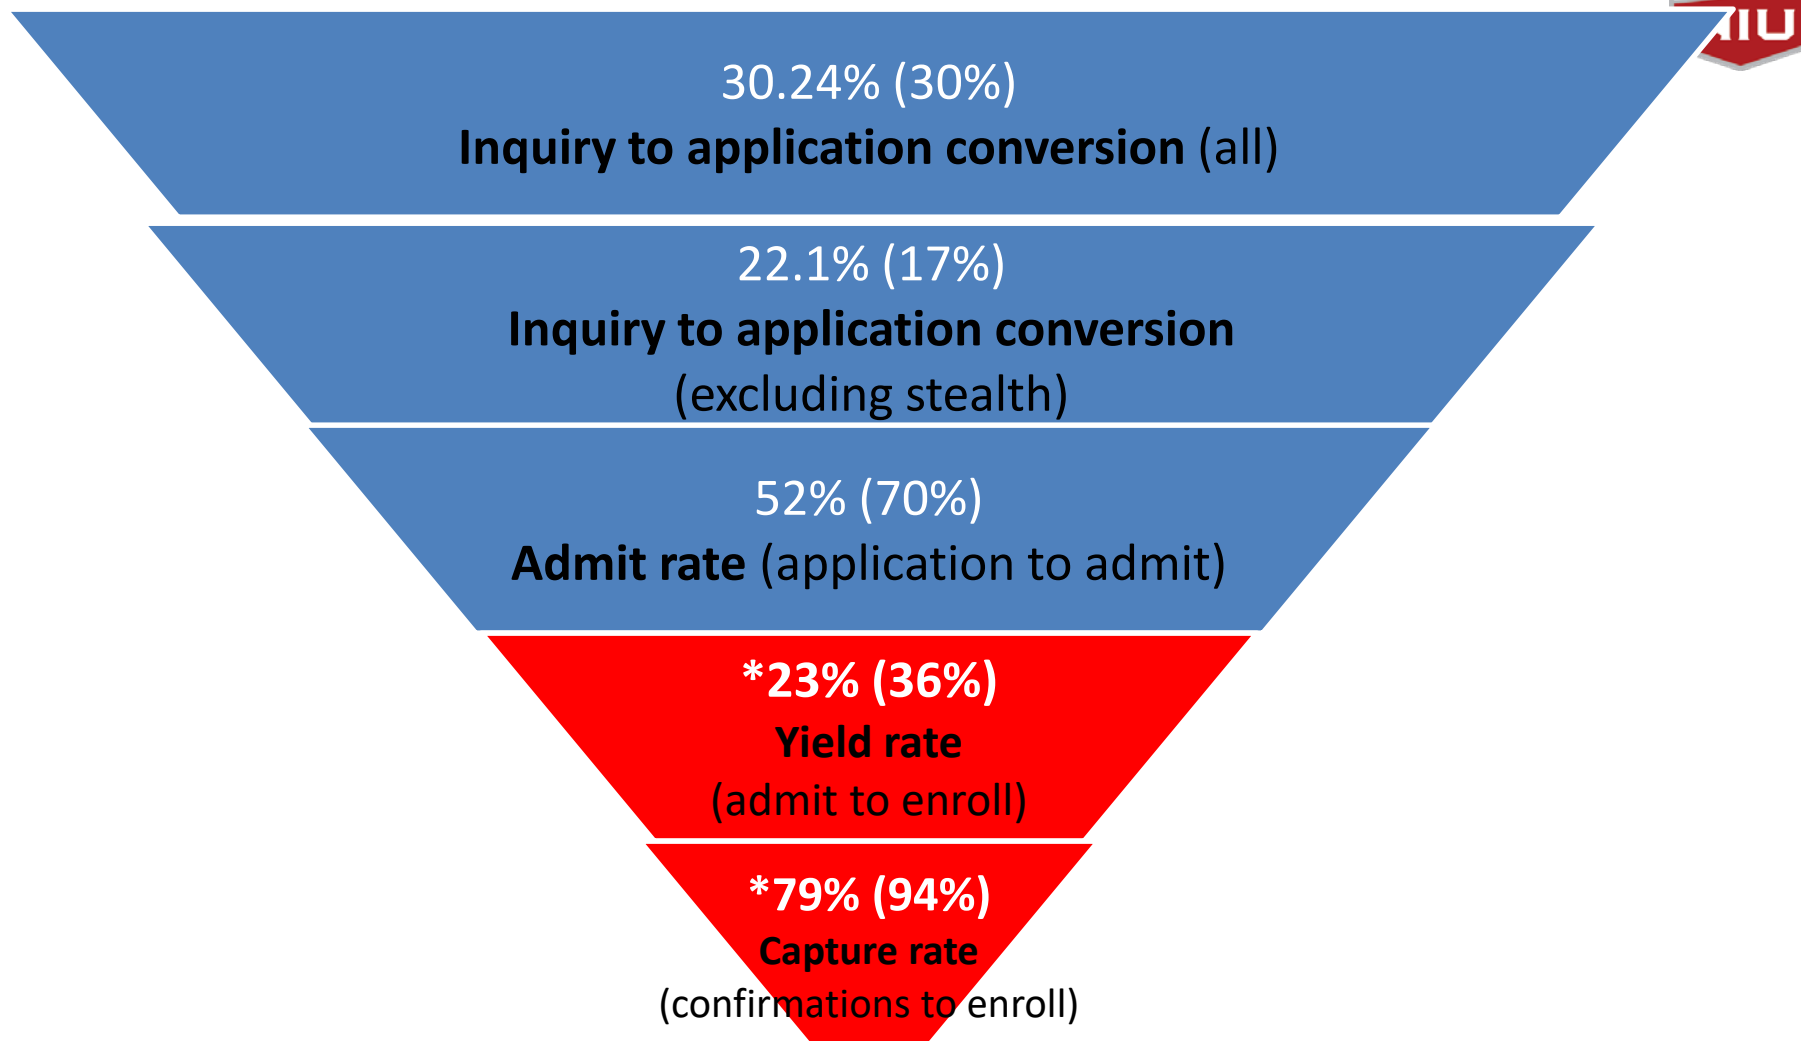 30.24% (30%)
Inquiry to application conversion (all)
22.1% (17%)
Inquiry to application conversion
(excluding stealth)
52% (70%)
Admit rate (application to admit)
*23% (36%)
Yield rate
(admit to enroll)
*79% (94%)
Capture rate
(confirmations to enroll)